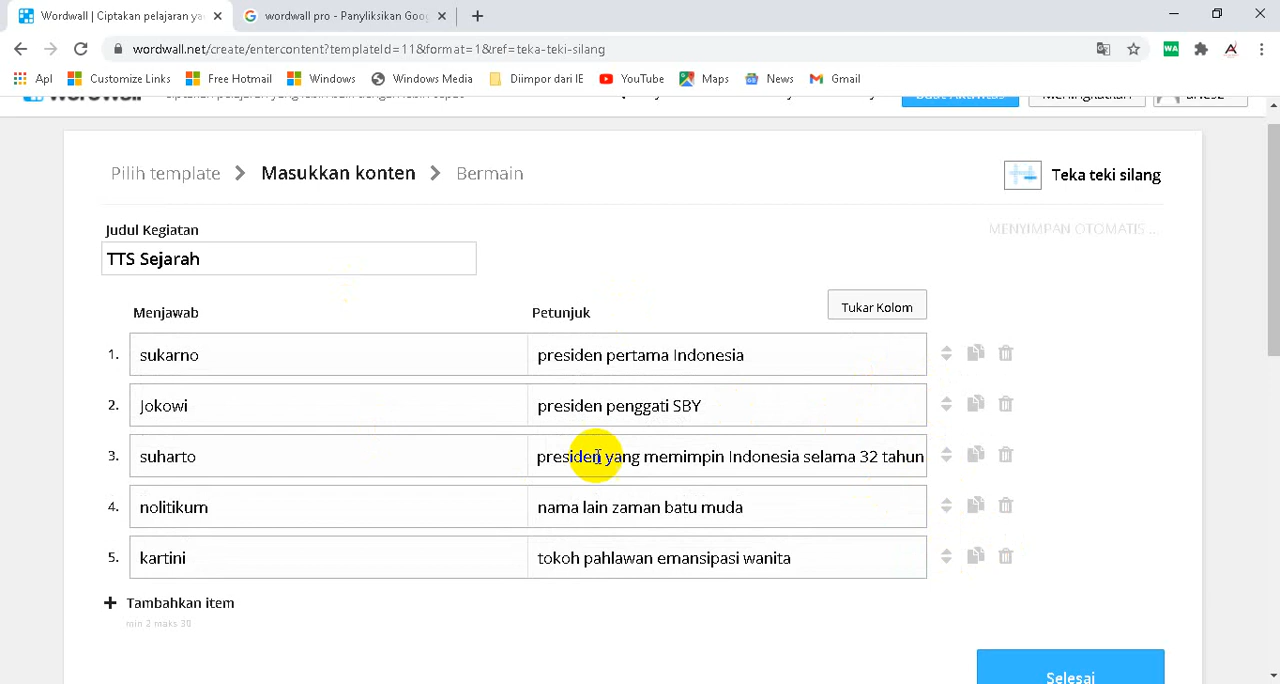 Wordwall | Ciptakan pelajaran ya
wordwall pro - Panyliksikan Goog
wordwall.net/create/entercontent?templateId=11&format=1&ref=teka-teki-silang
Apl
Customize Links
Free Hotmail
Windows
Windows Media
Diimpor dari IE
YouTube
Maps
News
Gmail
Pilih template
Masukkan konten
Bermain
Teka teki silang
Judul Kegiatan
MENYIMPAN OTOMATIS ...
TTS Sejarah
Menjawab
Petunjuk
Tukar Kolom
1. sukarno presiden pertama Indonesia
2. Jokowi presiden penggati SBY
3. suharto presiden yang memimpin Indonesia selama 32 tahun
4. nolitikum nama lain zaman batu muda
5. kartini tokoh pahlawan emansipasi wanita
+ Tambahkan item
min 2 maks 30
Selesai